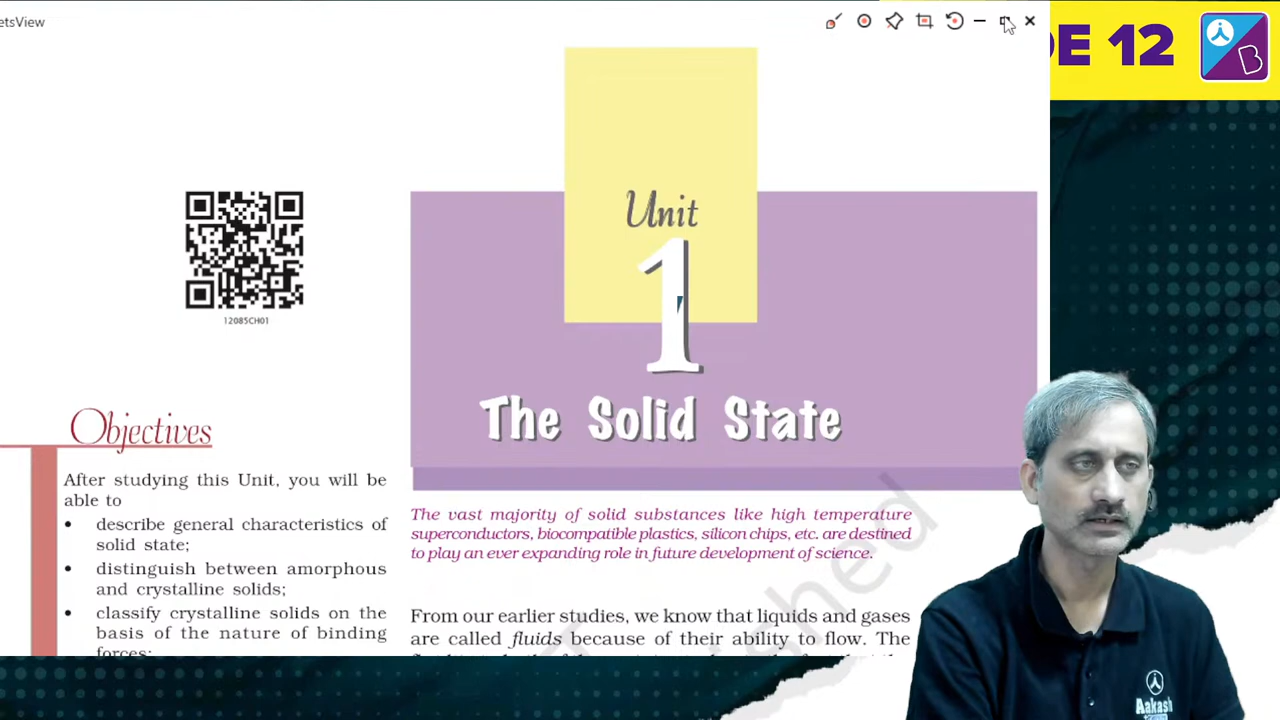 etsView
DE 12
B
Unit
1
The Solid State
12085CH01
Objectives
After studying this Unit, you will be
able to
• describe general characteristics of
solid state;
• distinguish between amorphous
and crystalline solids;
• classify crystalline solids on the
basis of the nature of binding
forces;
The vast majority of solid substances like high temperature
superconductors, biocompatible plastics, silicon chips, etc. are destined
to play an ever expanding role in future development of science.
From our earlier studies, we know that liquids and gases
are called fluids because of their ability to flow. The
Aakash